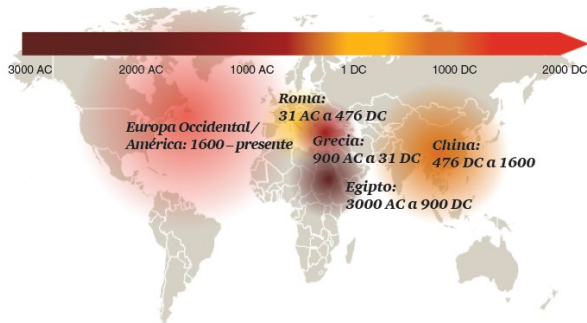 3000 AC 2000 AC 1000 AC 1 DC 1000 DC 2000 DC
Roma:
31 AC a 476 DC
Europa Occidental /
América: 1600 – presente
Grecia:
900 AC a 31 DC
China:
476 DC a 1600
Egipto:
3000 AC a 900 DC